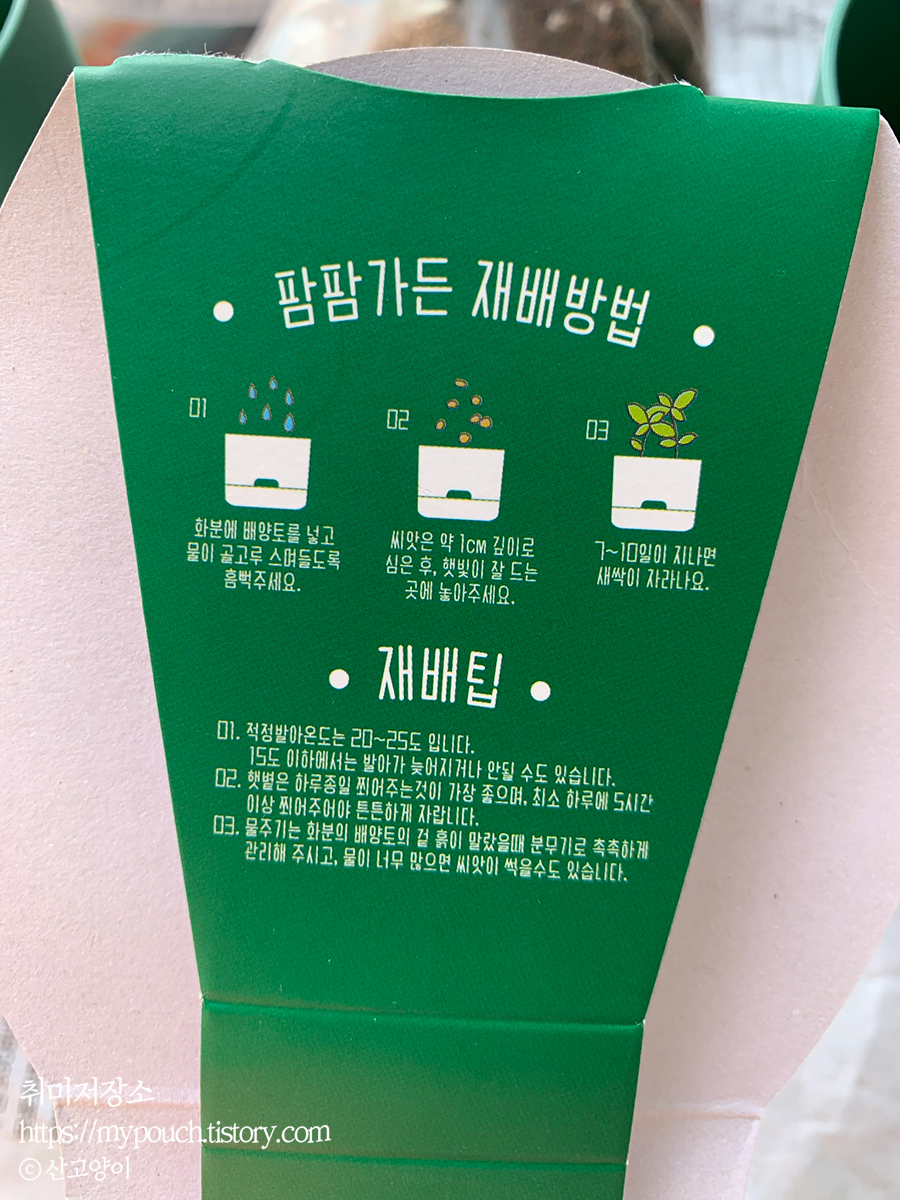 팜팜가든 재배방법
01
02
03
화분에 배양토를 넣고
물이 골고루 스며들도록
흠뻑주세요.
씨앗은 약 1cm 깊이로
심은 후, 햇빛이 잘 드는
곳에 놓아주세요.
7~10일이 지나면
새싹이 자라나요.
재배팁
01. 적정발아온도는 20~25도 입니다.
15도 이하에서는 발아가 늦어지거나 안될 수도 있습니다.
02. 햇볕은 하루종일 쬐어주는것이 가장 좋으며, 최소 하루에 5시간
이상 쬐어주어야 튼튼하게 자랍니다.
03. 물주기는 화분의 배양토의 겉 흙이 말랐을때 분무기로 촉촉하게
관리해 주시고, 물이 너무 많으면 씨앗이 썩을수도 있습니다.
취미저장소
https://mypouch.tistory.com
ⓒ산고양이